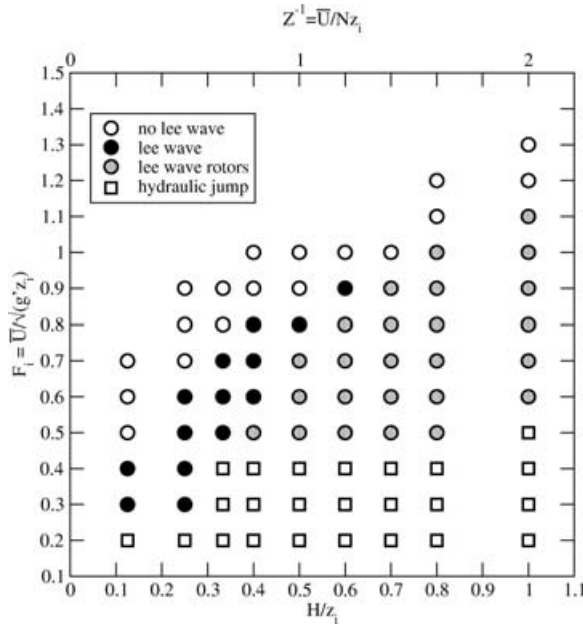 Z⁻¹=U̅/Nzᵢ
0 1 2
1.5
1.4
1.3
1.2
1.1
1
0.9
0.8
0.7
0.6
0.5
0.4
0.3
0.2
0.1
Fᵢ = U̅/√(g'zᵢ)
no lee wave
lee wave
lee wave rotors
hydraulic jump
0 0.1 0.2 0.3 0.4 0.5 0.6 0.7 0.8 0.9 1 1.1
H/zᵢ